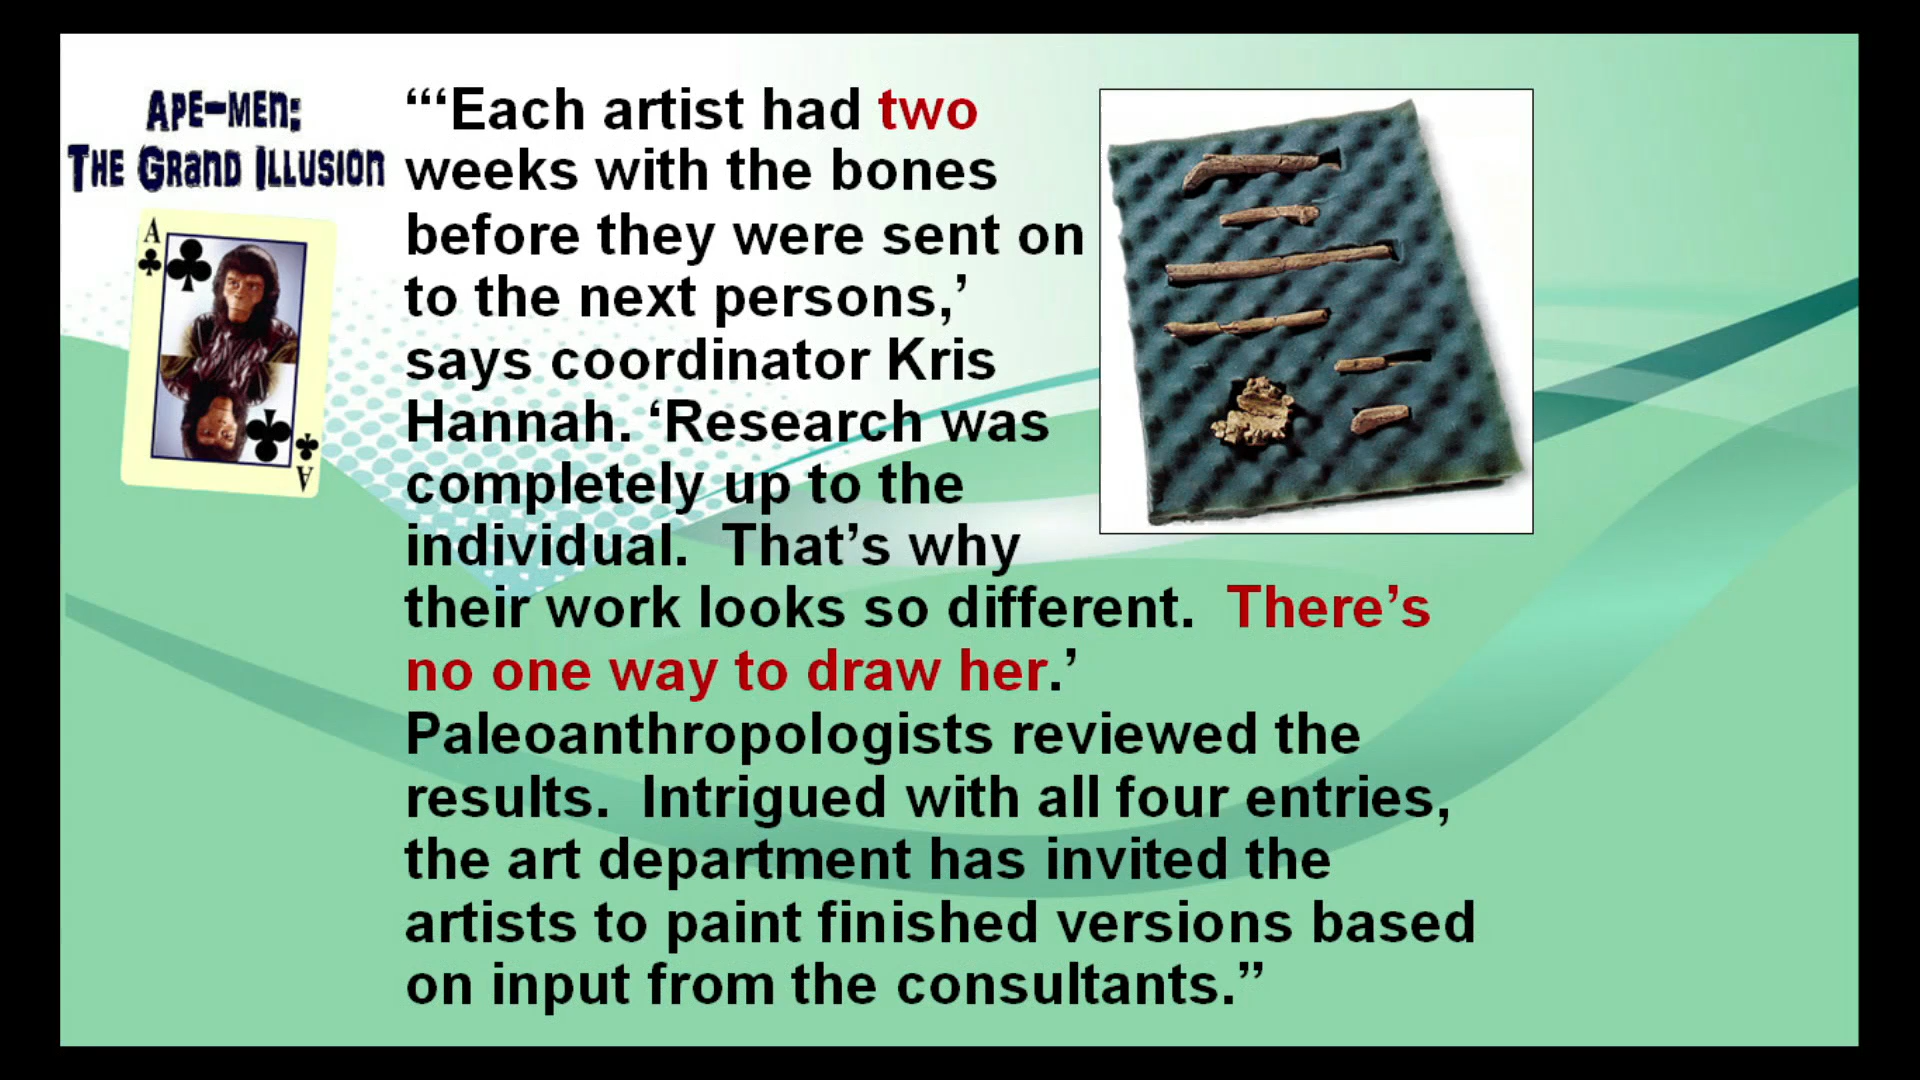 APE-MEN:
THE GRAND ILLUSION
A
A
“‘Each artist had two
weeks with the bones
before they were sent on
to the next persons,’
says coordinator Kris
Hannah. ‘Research was
completely up to the
individual. That’s why
their work looks so different. There’s
no one way to draw her.’
Paleoanthropologists reviewed the
results. Intrigued with all four entries,
the art department has invited the
artists to paint finished versions based
on input from the consultants.”